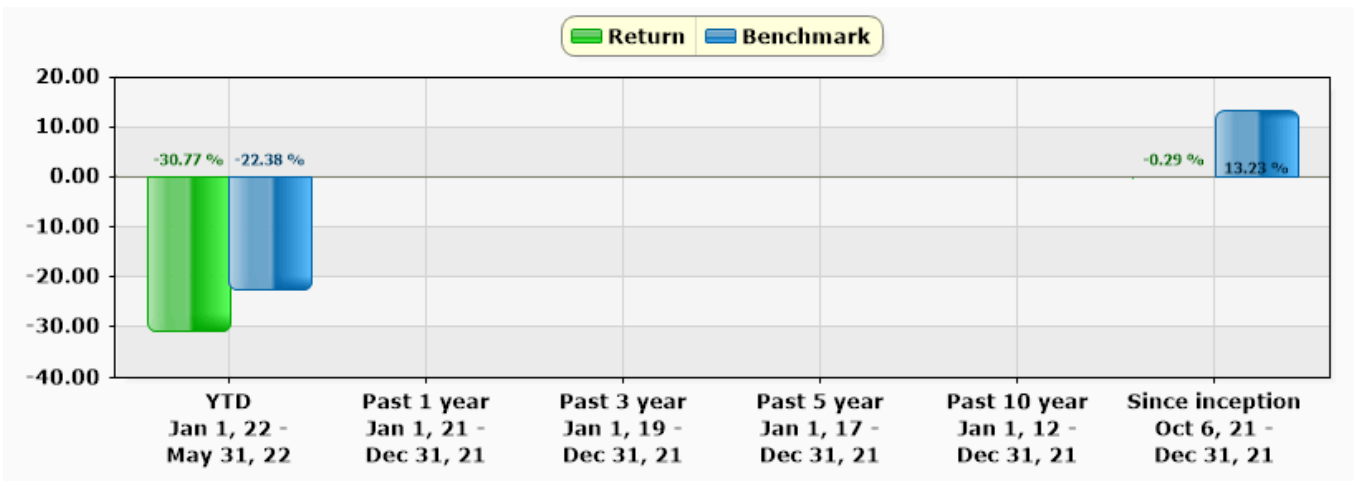 Return Benchmark
20.00
10.00
0.00
-10.00
-20.00
-30.00
-40.00
-30.77 % -22.38 %
-0.29 %
13.23 %
YTD
Jan 1, 22 -
May 31, 22
Past 1 year
Jan 1, 21 -
Dec 31, 21
Past 3 year
Jan 1, 19 -
Dec 31, 21
Past 5 year
Jan 1, 17 -
Dec 31, 21
Past 10 year
Jan 1, 12 -
Dec 31, 21
Since inception
Oct 6, 21 -
Dec 31, 21